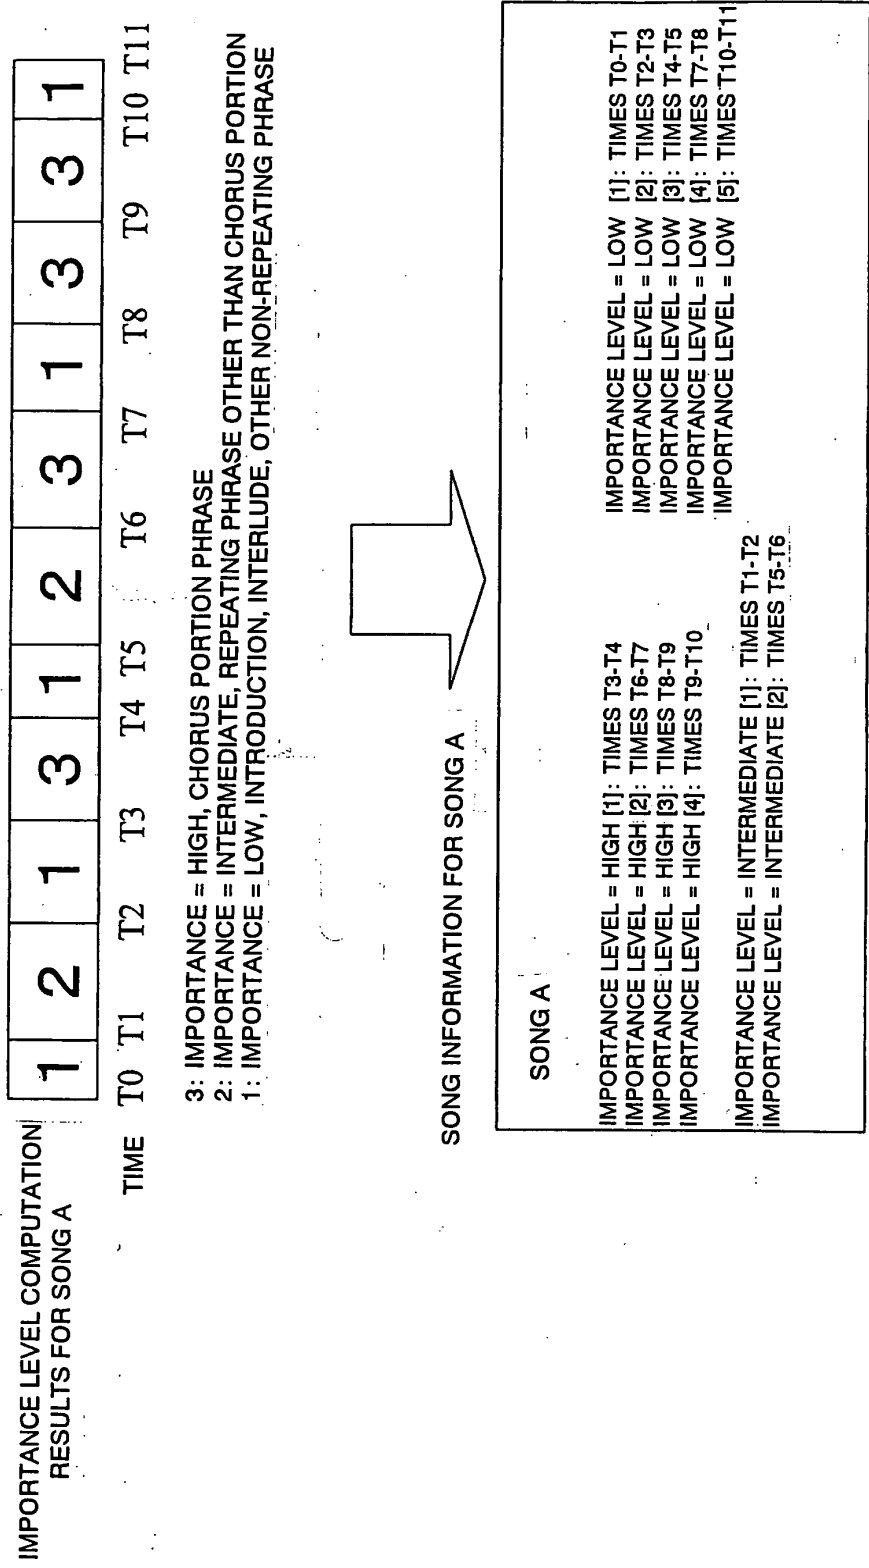 IMPORTANCE LEVEL COMPUTATION
RESULTS FOR SONG A
1 2 1 3 1 2 3 1 3 3 1
TIME T0 T1 T2 T3 T4 T5 T6 T7 T8 T9 T10 T11
3: IMPORTANCE = HIGH, CHORUS PORTION PHRASE
2: IMPORTANCE = INTERMEDIATE, REPEATING PHRASE OTHER THAN CHORUS PORTION
1: IMPORTANCE = LOW, INTRODUCTION, INTERLUDE, OTHER NON-REPEATING PHRASE
SONG INFORMATION FOR SONG A
SONG A
IMPORTANCE LEVEL = HIGH [1]: TIMES T3-T4
IMPORTANCE LEVEL = HIGH [2]: TIMES T6-T7
IMPORTANCE LEVEL = HIGH [3]: TIMES T8-T9
IMPORTANCE LEVEL = HIGH [4]: TIMES T9-T10
IMPORTANCE LEVEL = INTERMEDIATE [1]: TIMES T1-T2
IMPORTANCE LEVEL = INTERMEDIATE [2]: TIMES T5-T6
IMPORTANCE LEVEL = LOW [1]: TIMES T0-T1
IMPORTANCE LEVEL = LOW [2]: TIMES T2-T3
IMPORTANCE LEVEL = LOW [3]: TIMES T4-T5
IMPORTANCE LEVEL = LOW [4]: TIMES T7-T8
IMPORTANCE LEVEL = LOW [5]: TIMES T10-T11